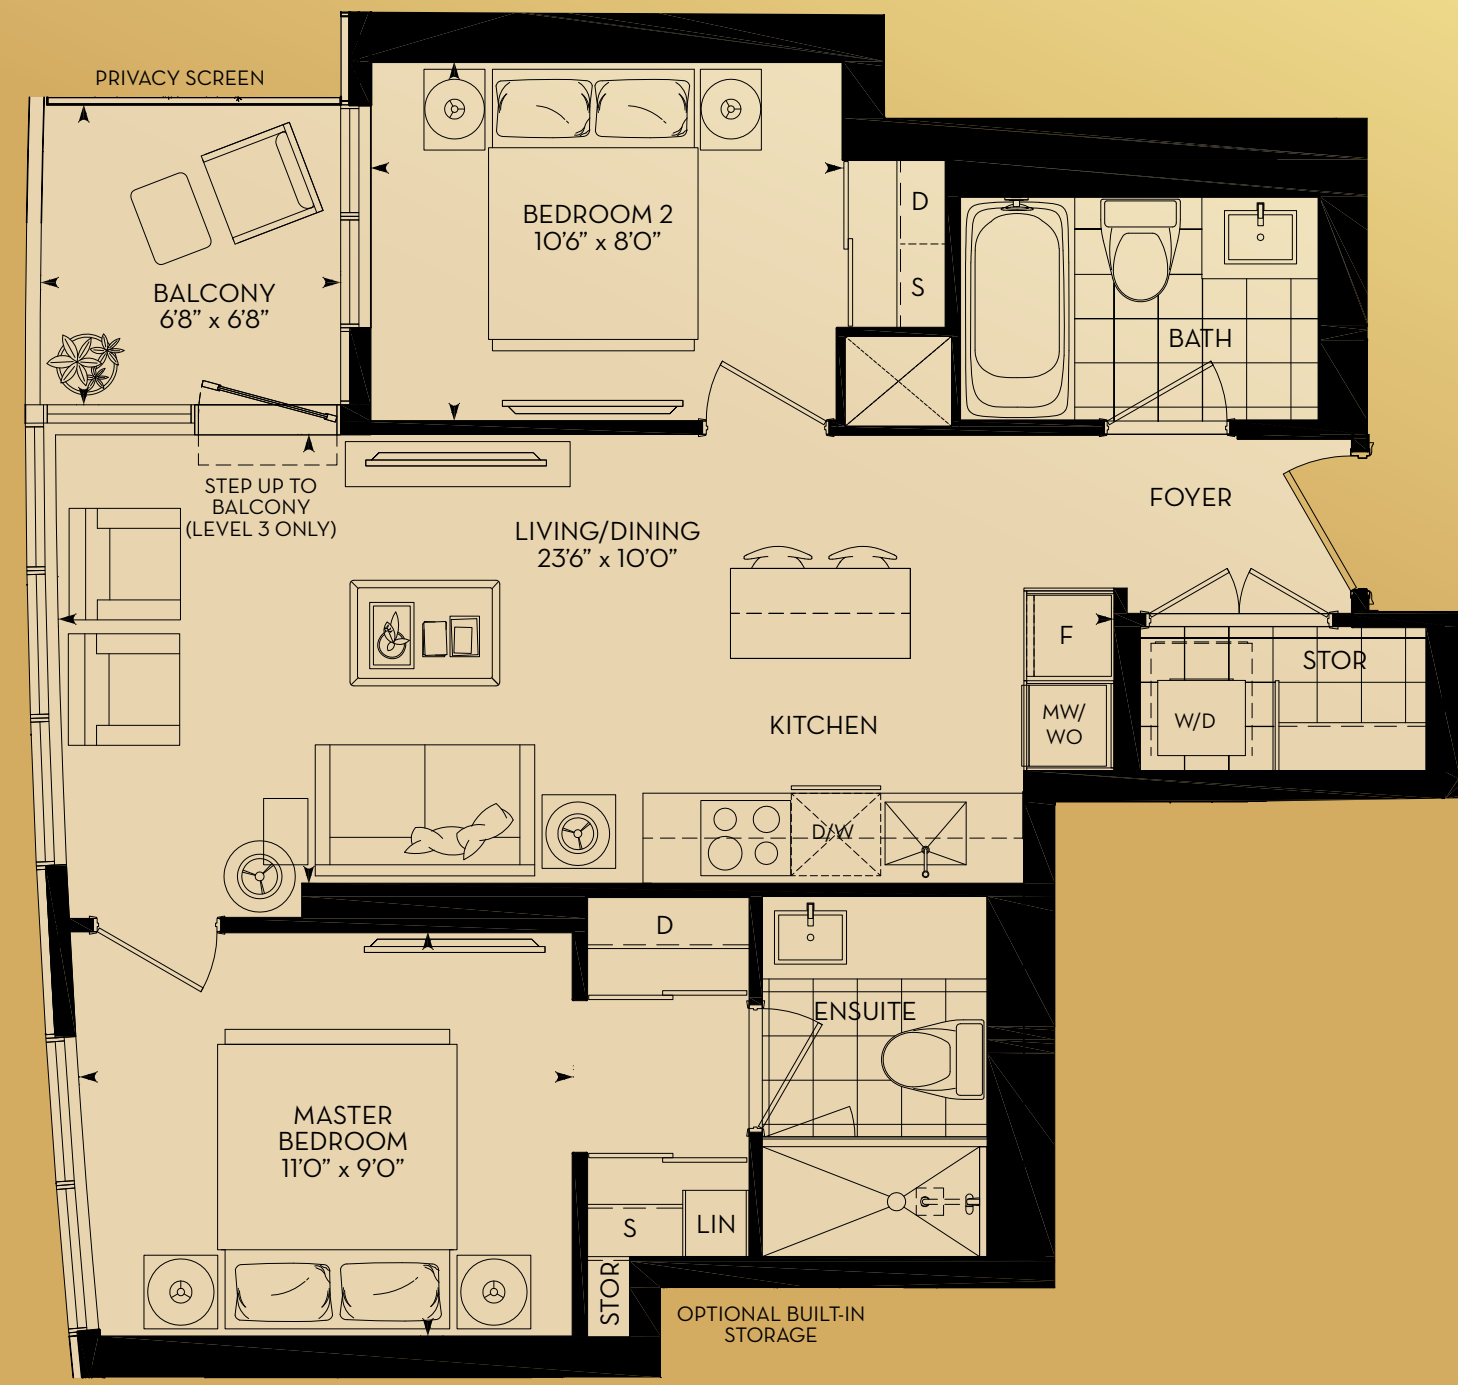 PRIVACY SCREEN
BEDROOM 2
10'6" x 8'0"
D
S
BALCONY
6'8" x 6'8"
BATH
STEP UP TO
BALCONY
(LEVEL 3 ONLY)
LIVING/DINING
23'6" x 10'0"
FOYER
F
STOR
MW/
WO
W/D
KITCHEN
D/W
D
ENSUITE
MASTER
BEDROOM
11'0" x 9'0"
S
LIN
STOR
OPTIONAL BUILT-IN
STORAGE